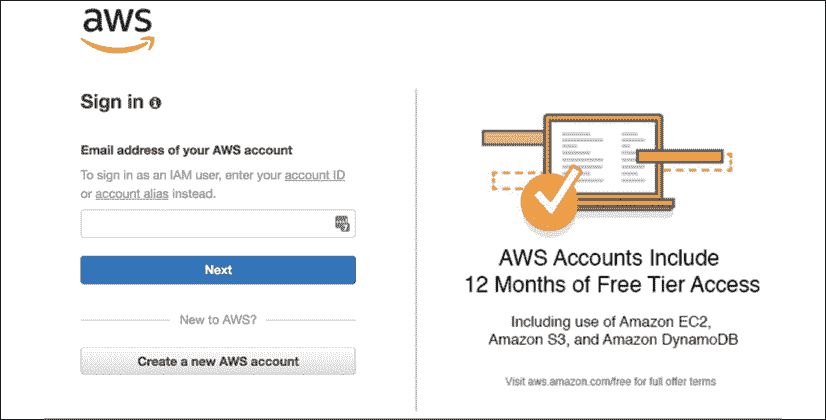 aws
Sign in
Email address of your AWS account
To sign in as an IAM user, enter your account ID
or account alias instead.
Next
New to AWS?
Create a new AWS account
AWS Accounts Include
12 Months of Free Tier Access
Including use of Amazon EC2,
Amazon S3, and Amazon DynamoDB
Visit aws.amazon.com/free for full offer terms